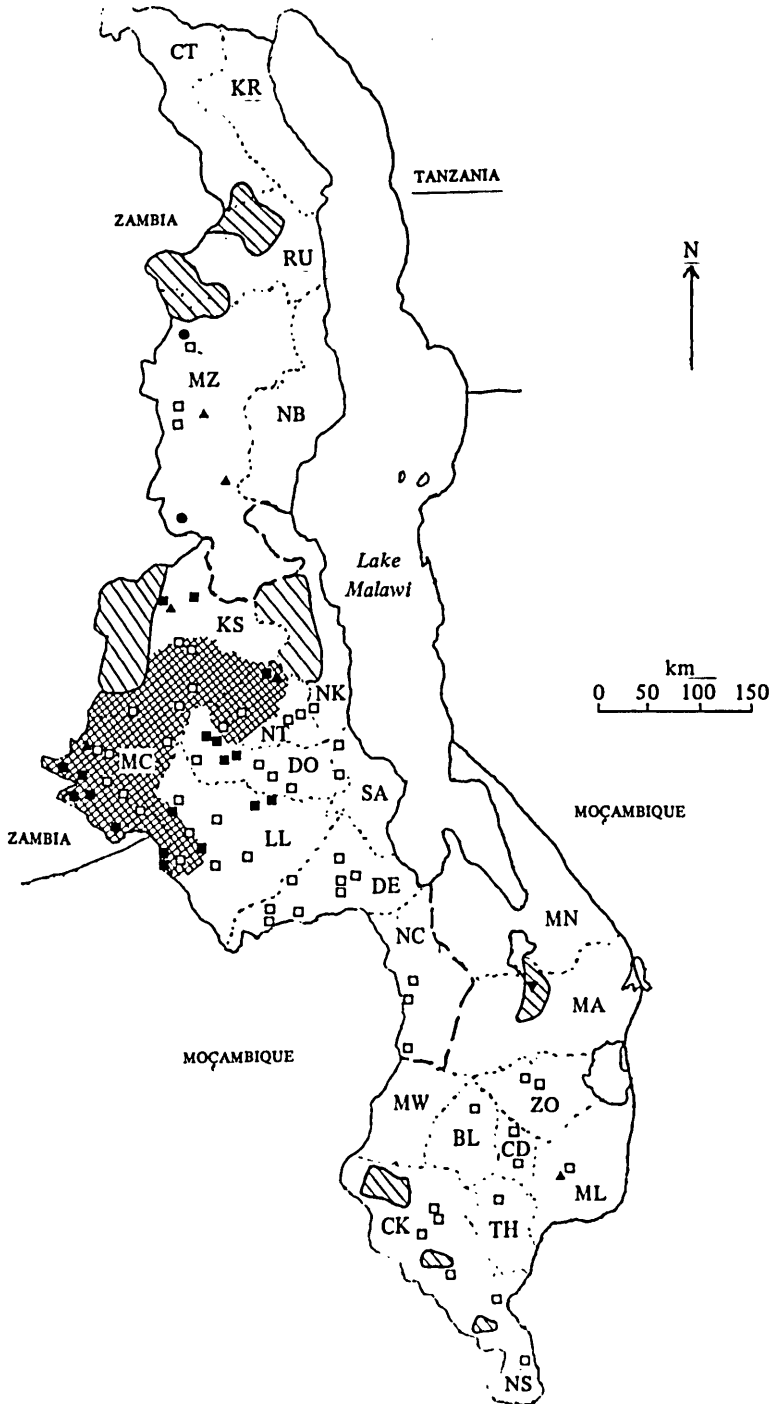 CT
KR
TANZANIA
ZAMBIA
N
RU
MZ
NB
Lake
Malawi
KS
km
0 50 100 150
NK
NT
MC
DO
SA
MOÇAMBIQUE
ZAMBIA
LL
DE
MN
NC
MA
MOÇAMBIQUE
MW
ZO
BL
CD
ML
CK
TH
NS